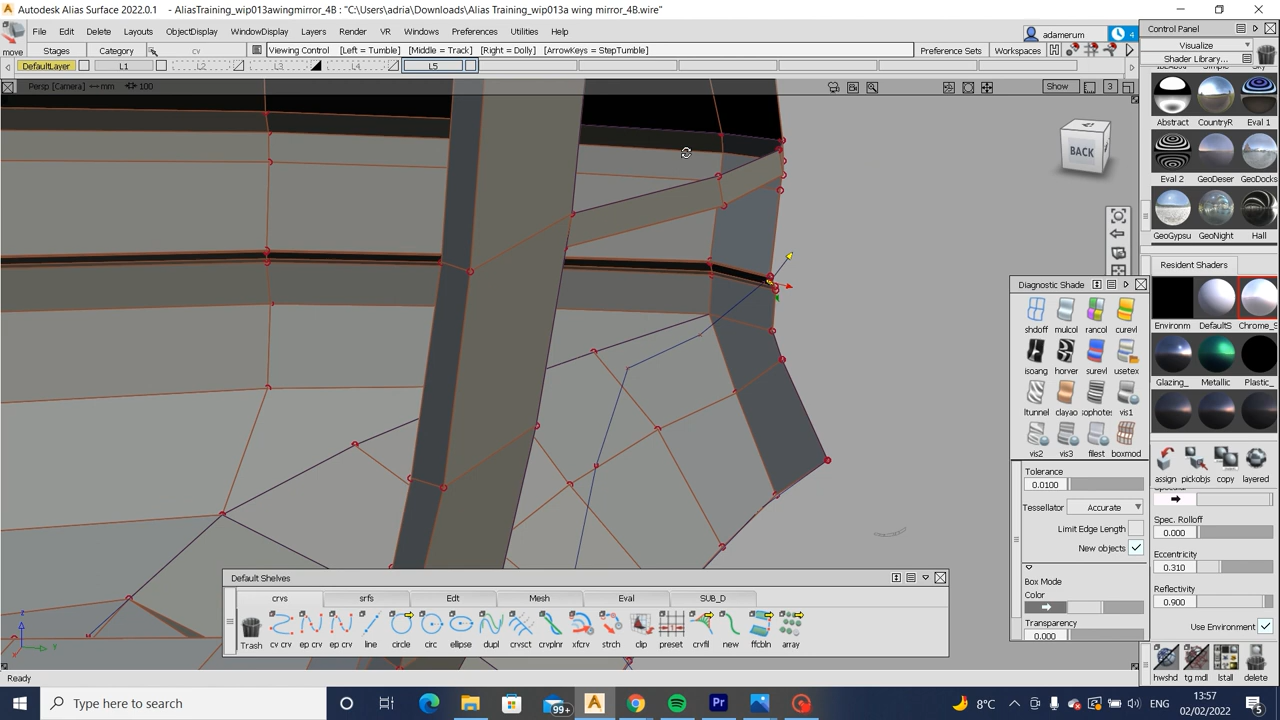 Autodesk Alias Surface 2022.0.1 - AliasTraining_wip013awingmirror_4B : "C:\Users\adria\Downloads\Alias Training_wip013a wing mirror_4B.wire"
File Edit Delete Layouts ObjectDisplay WindowDisplay Render VR Windows Preferences Utilities Help
adamerum 4
move Stages Category cv Viewing Control [Left = Tumble] [Middle = Track] [Right = Dolly] [ArrowKeys = StepTumble] Preference Sets Workspaces
DefaultLayer L1 L2 L3 L4 L5
Persp [Camera] mm 100 Show 3
BACK
Control Panel
Visualize
Shader Library...
Abstract CountryR Eval 1
Eval 2 GeoDeser GeoDocks
GeoGypsu GeoNight Hall
Resident Shaders
Environm DefaultS Chrome_S
Glazing_ Metallic Plastic_
assign pickobjs copy layered
Spec. Rolloff
0.000
Eccentricity
0.310
Reflectivity
0.900
Use Environment
hwshd tg mdl lstall delete
Diagnostic Shade
shdoff mulcol rancol curevl
isoang horver surevl usetex
ltunnel clayao isophotes vis1
vis2 vis3 filest boxmod
Tolerance
0.0100
Tessellator Accurate
Limit Edge Length
New objects
Box Mode
Color
Transparency
0.000
Default Shelves
crvs srfs Edt Mesh Eval SUB_D
Trash cv crv ep crv ep crv line circle circ ellipse dupl crvsct crvplnr xfcrv strch clip preset crvfil new ffcbln array
z y
Ready
Type here to search
99+
8°C
13:57
02/02/2022
5